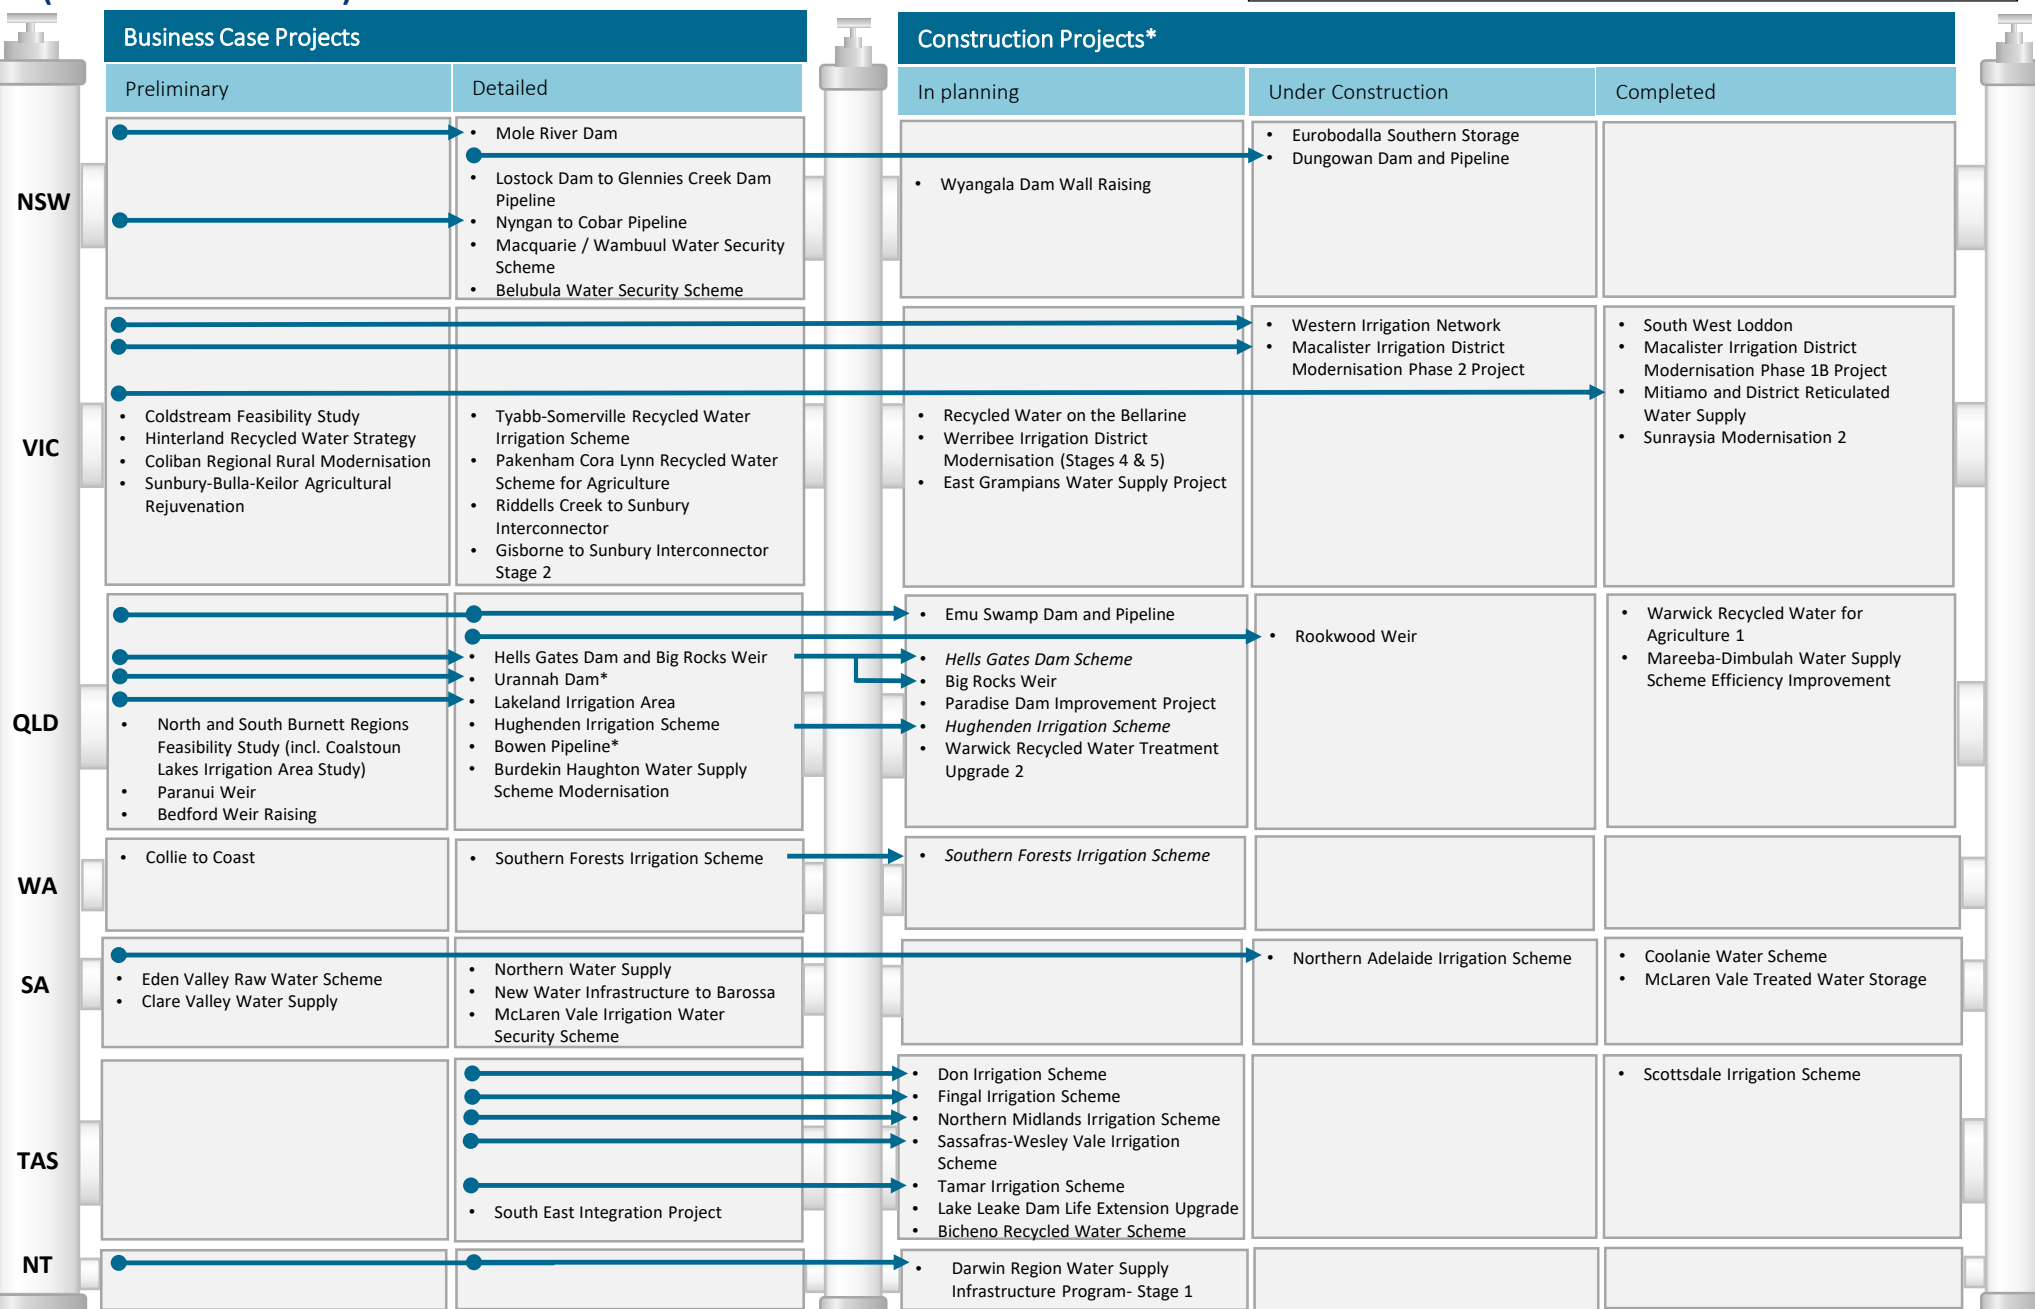 Business Case Projects
Construction Projects*
Preliminary
Detailed
In planning
Under Construction
Completed
NSW
• Mole River Dam
• Lostock Dam to Glennies Creek Dam
Pipeline
• Nyngan to Cobar Pipeline
• Macquarie / Wambuul Water Security
Scheme
• Belubula Water Security Scheme
• Wyangala Dam Wall Raising
• Eurobodalla Southern Storage
• Dungowan Dam and Pipeline
VIC
• Coldstream Feasibility Study
• Hinterland Recycled Water Strategy
• Coliban Regional Rural Modernisation
• Sunbury-Bulla-Keilor Agricultural
Rejuvenation
• Tyabb-Somerville Recycled Water
Irrigation Scheme
• Pakenham Cora Lynn Recycled Water
Scheme for Agriculture
• Riddells Creek to Sunbury
Interconnector
• Gisborne to Sunbury Interconnector
Stage 2
• Recycled Water on the Bellarine
• Werribee Irrigation District
Modernisation (Stages 4 & 5)
• East Grampians Water Supply Project
• Western Irrigation Network
• Macalister Irrigation District
Modernisation Phase 2 Project
• South West Loddon
• Macalister Irrigation District
Modernisation Phase 1B Project
• Mitiamo and District Reticulated
Water Supply
• Sunraysia Modernisation 2
QLD
• North and South Burnett Regions
Feasibility Study (incl. Coalstoun
Lakes Irrigation Area Study)
• Paranui Weir
• Bedford Weir Raising
• Hells Gates Dam and Big Rocks Weir
• Urannah Dam*
• Lakeland Irrigation Area
• Hughenden Irrigation Scheme
• Bowen Pipeline*
• Burdekin Haughton Water Supply
Scheme Modernisation
• Emu Swamp Dam and Pipeline
• Hells Gates Dam Scheme
• Big Rocks Weir
• Paradise Dam Improvement Project
• Hughenden Irrigation Scheme
• Warwick Recycled Water Treatment
Upgrade 2
• Rookwood Weir
• Warwick Recycled Water for
Agriculture 1
• Mareeba-Dimbulah Water Supply
Scheme Efficiency Improvement
WA
• Collie to Coast
• Southern Forests Irrigation Scheme
• Southern Forests Irrigation Scheme
SA
• Eden Valley Raw Water Scheme
• Clare Valley Water Supply
• Northern Water Supply
• New Water Infrastructure to Barossa
• McLaren Vale Irrigation Water
Security Scheme
• Northern Adelaide Irrigation Scheme
• Coolanie Water Scheme
• McLaren Vale Treated Water Storage
TAS
• South East Integration Project
• Don Irrigation Scheme
• Fingal Irrigation Scheme
• Northern Midlands Irrigation Scheme
• Sassafras-Wesley Vale Irrigation
Scheme
• Tamar Irrigation Scheme
• Lake Leake Dam Life Extension Upgrade
• Bicheno Recycled Water Scheme
• Scottsdale Irrigation Scheme
NT
• Darwin Region Water Supply
Infrastructure Program- Stage 1